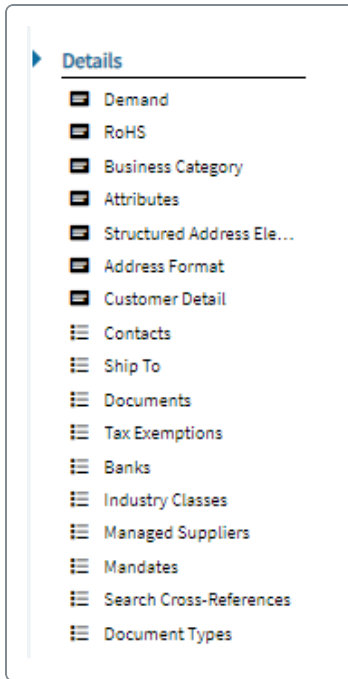 Details
Demand
RoHS
Business Category
Attributes
Structured Address Ele...
Address Format
Customer Detail
Contacts
Ship To
Documents
Tax Exemptions
Banks
Industry Classes
Managed Suppliers
Mandates
Search Cross-References
Document Types